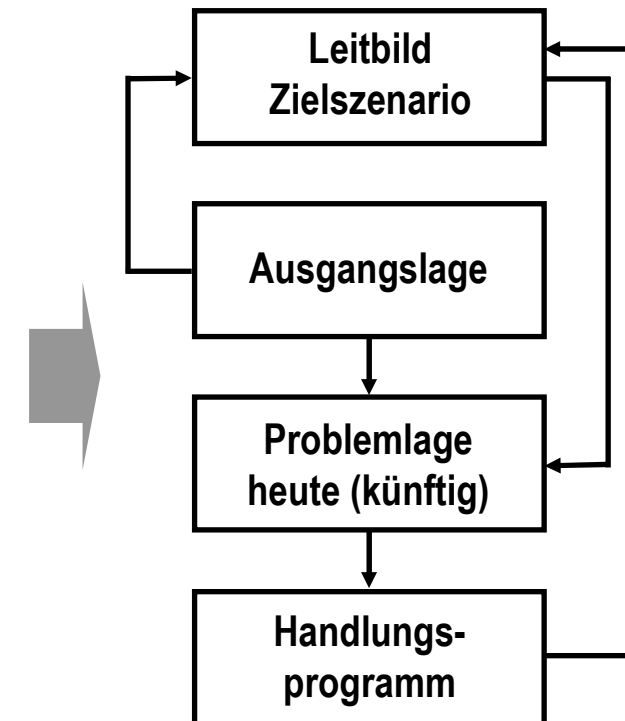 Leitbild
Zielszenario
Ausgangslage
Problemlage
heute (künftig)
Handlungs-
programm